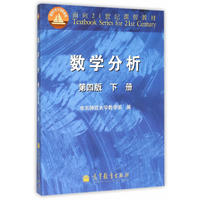 面向21世纪课程教材
Textbook Series for 21st Century
数学分析
第四版 下册
华东师范大学数学系 编
高等教育出版社